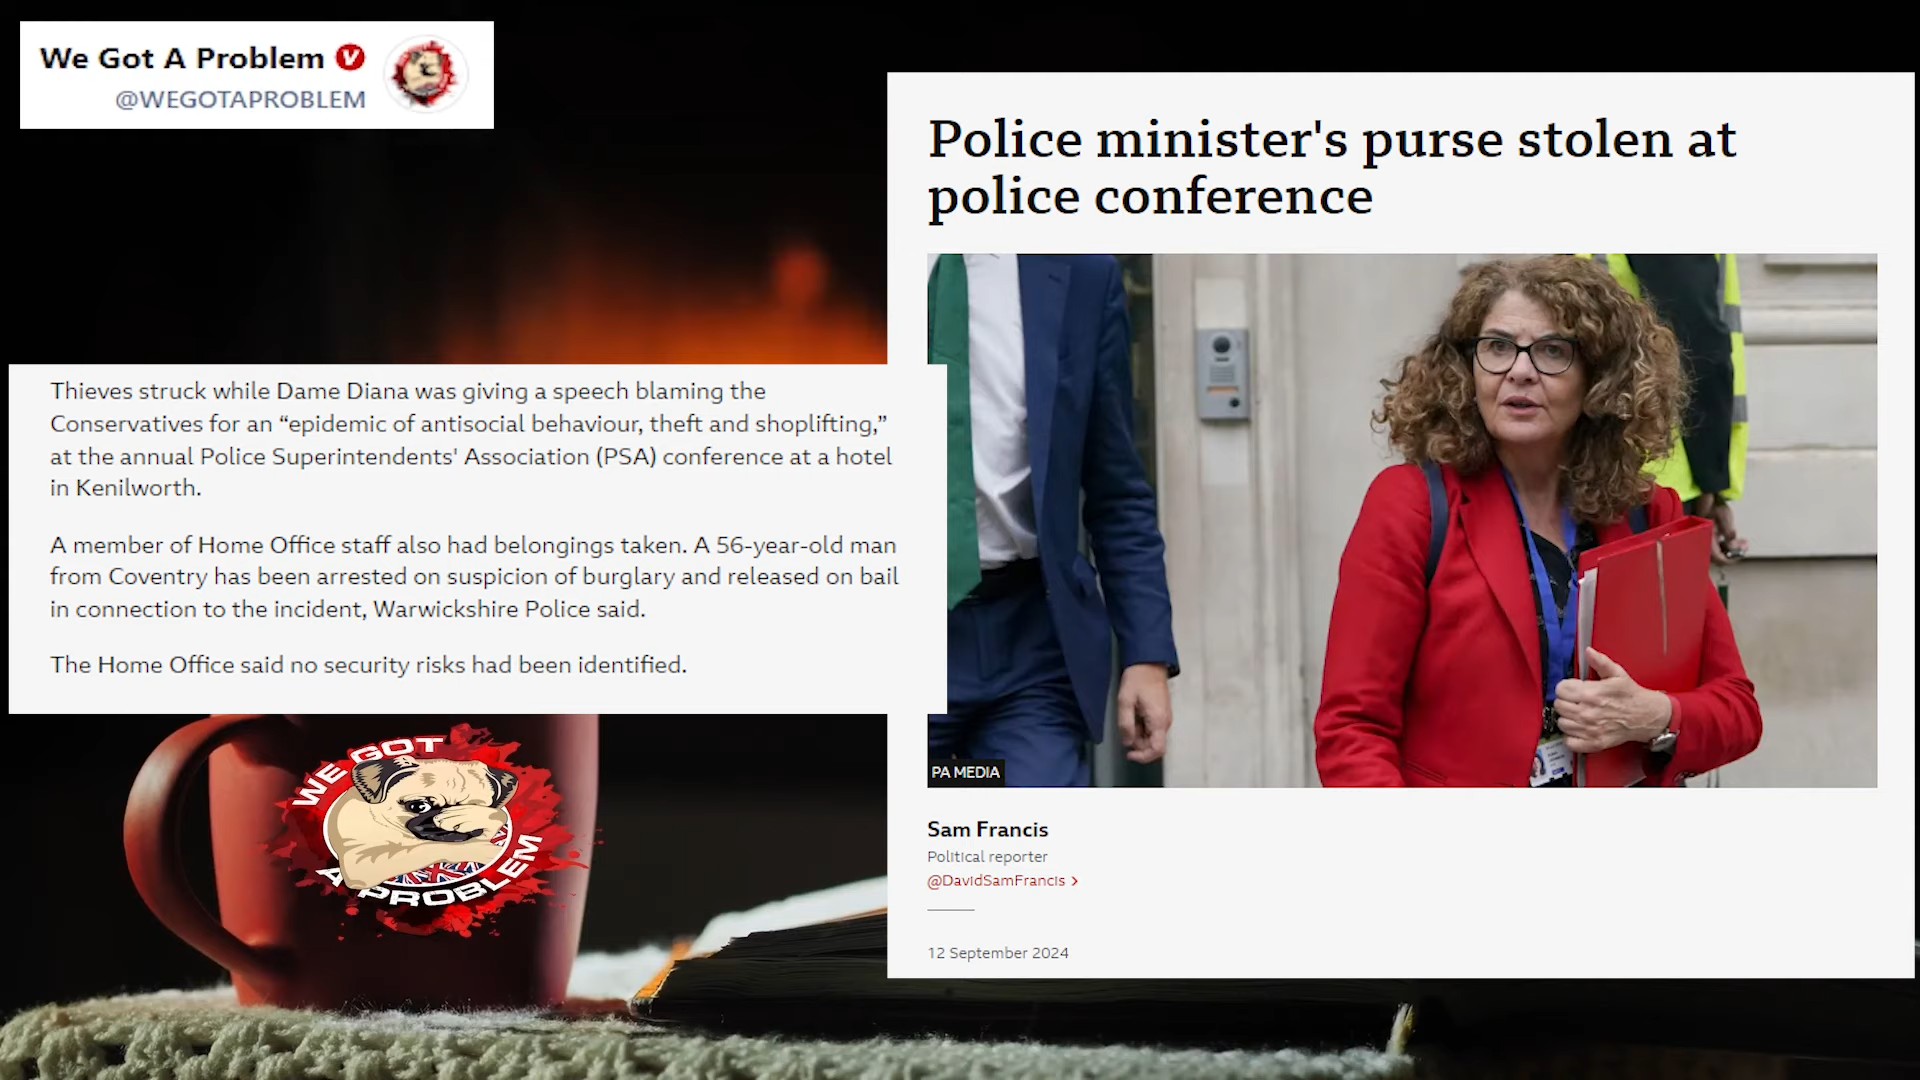 We Got A Problem
@WEGOTAPROBLEM
Police minister's purse stolen at
police conference
Thieves struck while Dame Diana was giving a speech blaming the
Conservatives for an “epidemic of antisocial behaviour, theft and shoplifting,”
at the annual Police Superintendents' Association (PSA) conference at a hotel
in Kenilworth.
A member of Home Office staff also had belongings taken. A 56-year-old man
from Coventry has been arrested on suspicion of burglary and released on bail
in connection to the incident, Warwickshire Police said.
The Home Office said no security risks had been identified.
WE GOT
A PROBLEM
PA MEDIA
Sam Francis
Political reporter
@DavidSamFrancis
12 September 2024